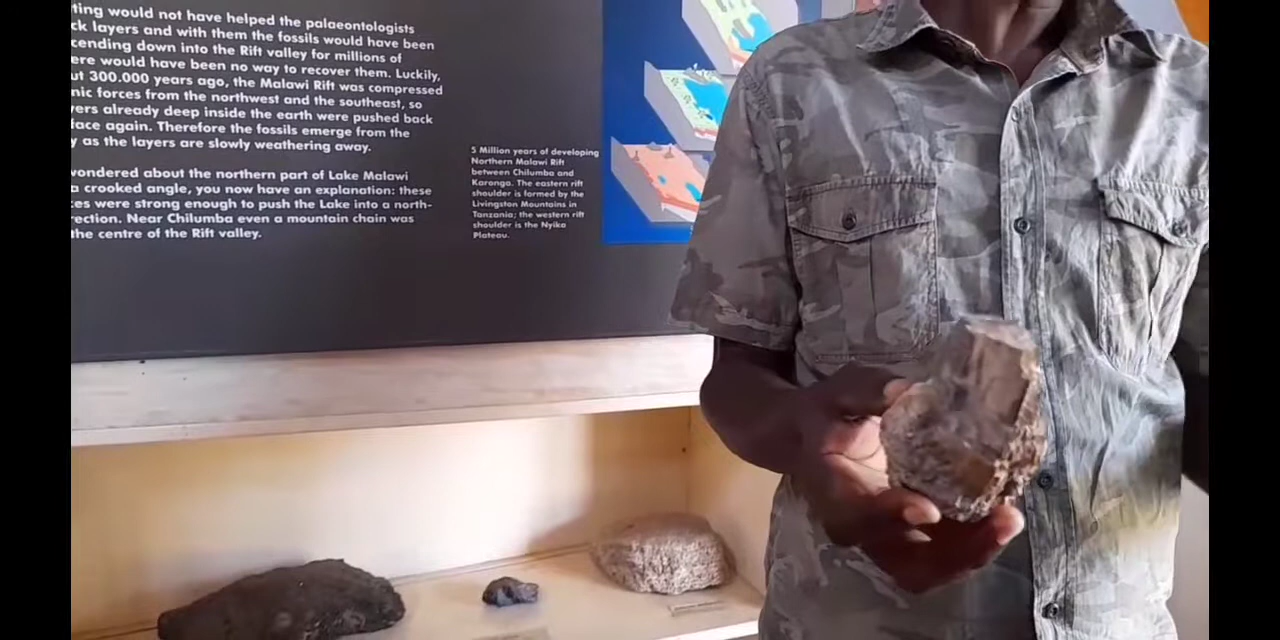 ting would not have helped the palaeontologists
ck layers and with them the fossils would have been
cending down into the Rift valley for millions of
ere would have been no way to recover them. Luckily,
ut 300.000 years ago, the Malawi Rift was compressed
nic forces from the northwest and the southeast, so
yers already deep inside the earth were pushed back
face again. Therefore the fossils emerge from the
y as the layers are slowly weathering away.
wondered about the northern part of Lake Malawi
a crooked angle, you now have an explanation: these
ces were strong enough to push the Lake into a north-
rection. Near Chilumba even a mountain chain was
the centre of the Rift valley.
5 Million years of developing
Northern Malawi Rift
between Chilumba and
Karonga. The eastern rift
shoulder is formed by the
Livingston Mountains in
Tanzania; the western rift
shoulder is the Nyika
Plateau.